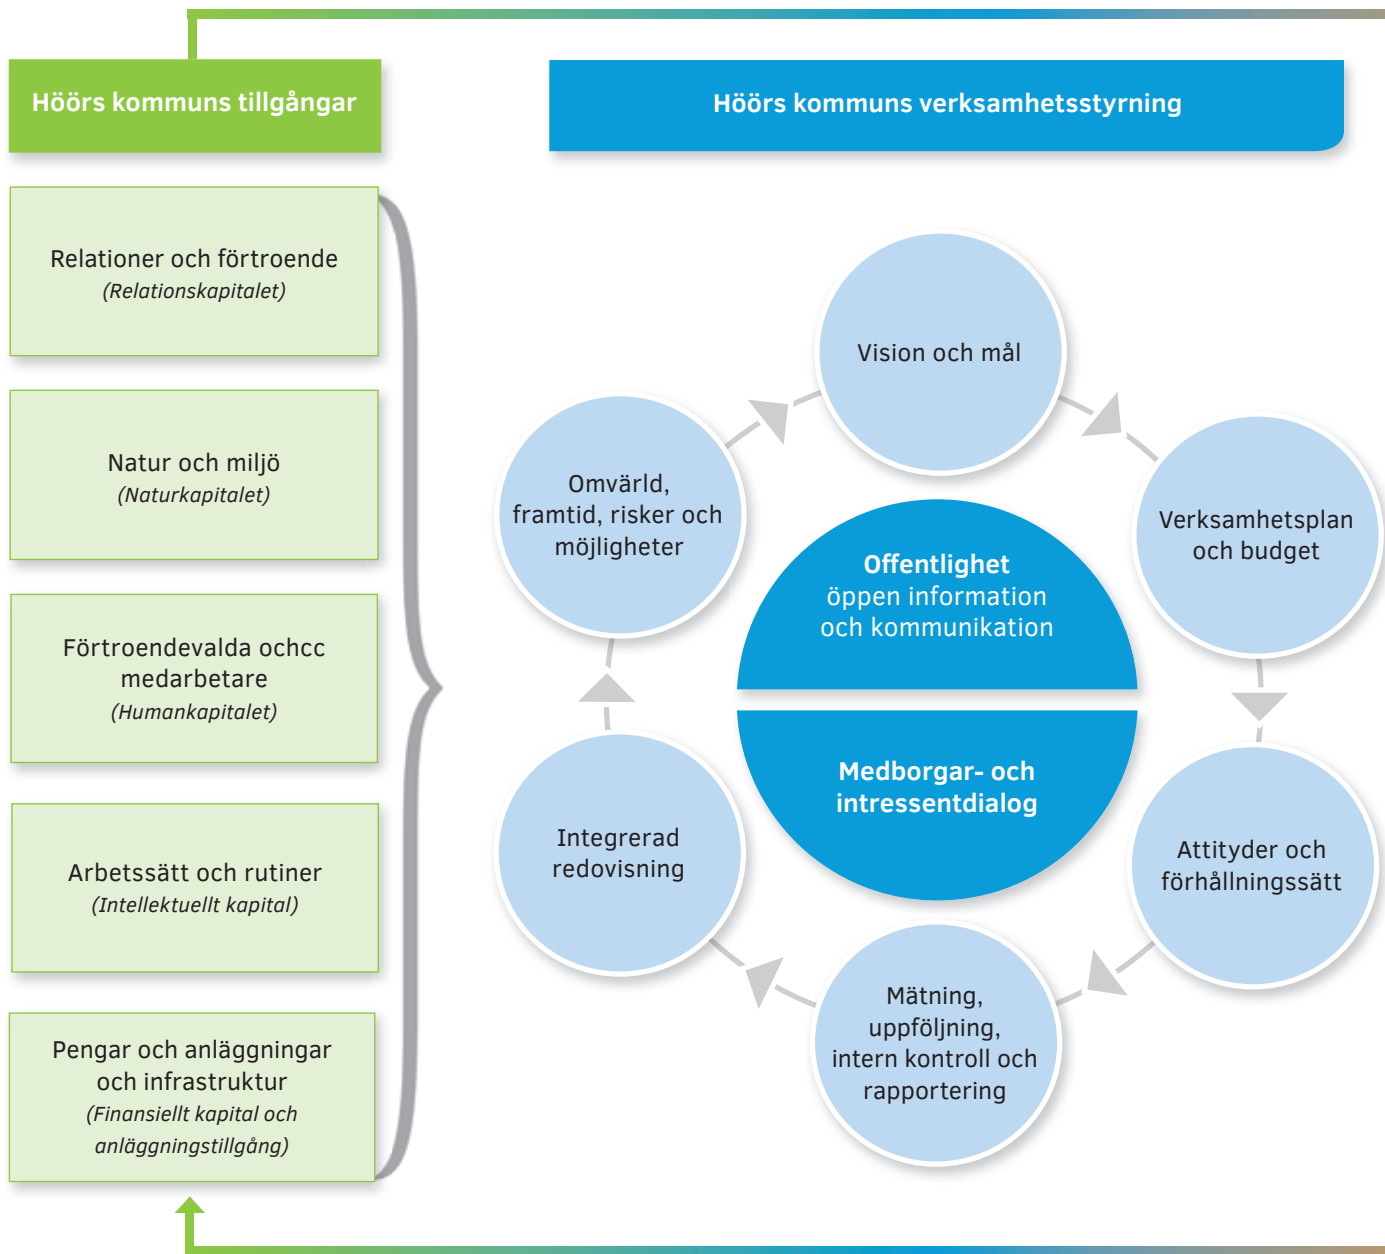 Höörs kommuns tillgångar
Höörs kommuns verksamhetsstyrning
Relationer och förtroende
(Relationskapitalet)
Natur och miljö
(Naturkapitalet)
Förtroendevalda ochcc
medarbetare
(Humankapitalet)
Arbetssätt och rutiner
(Intellektuellt kapital)
Pengar och anläggningar
och infrastruktur
(Finansiellt kapital och
anläggningstillgång)
Vision och mål
Verksamhetsplan
och budget
Attityder och
förhållningssätt
Mätning,
uppföljning,
intern kontroll och
rapportering
Integrerad
redovisning
Omvärld,
framtid, risker och
möjligheter
Offentlighet
öppen information
och kommunikation
Medborgar- och
intressentdialog